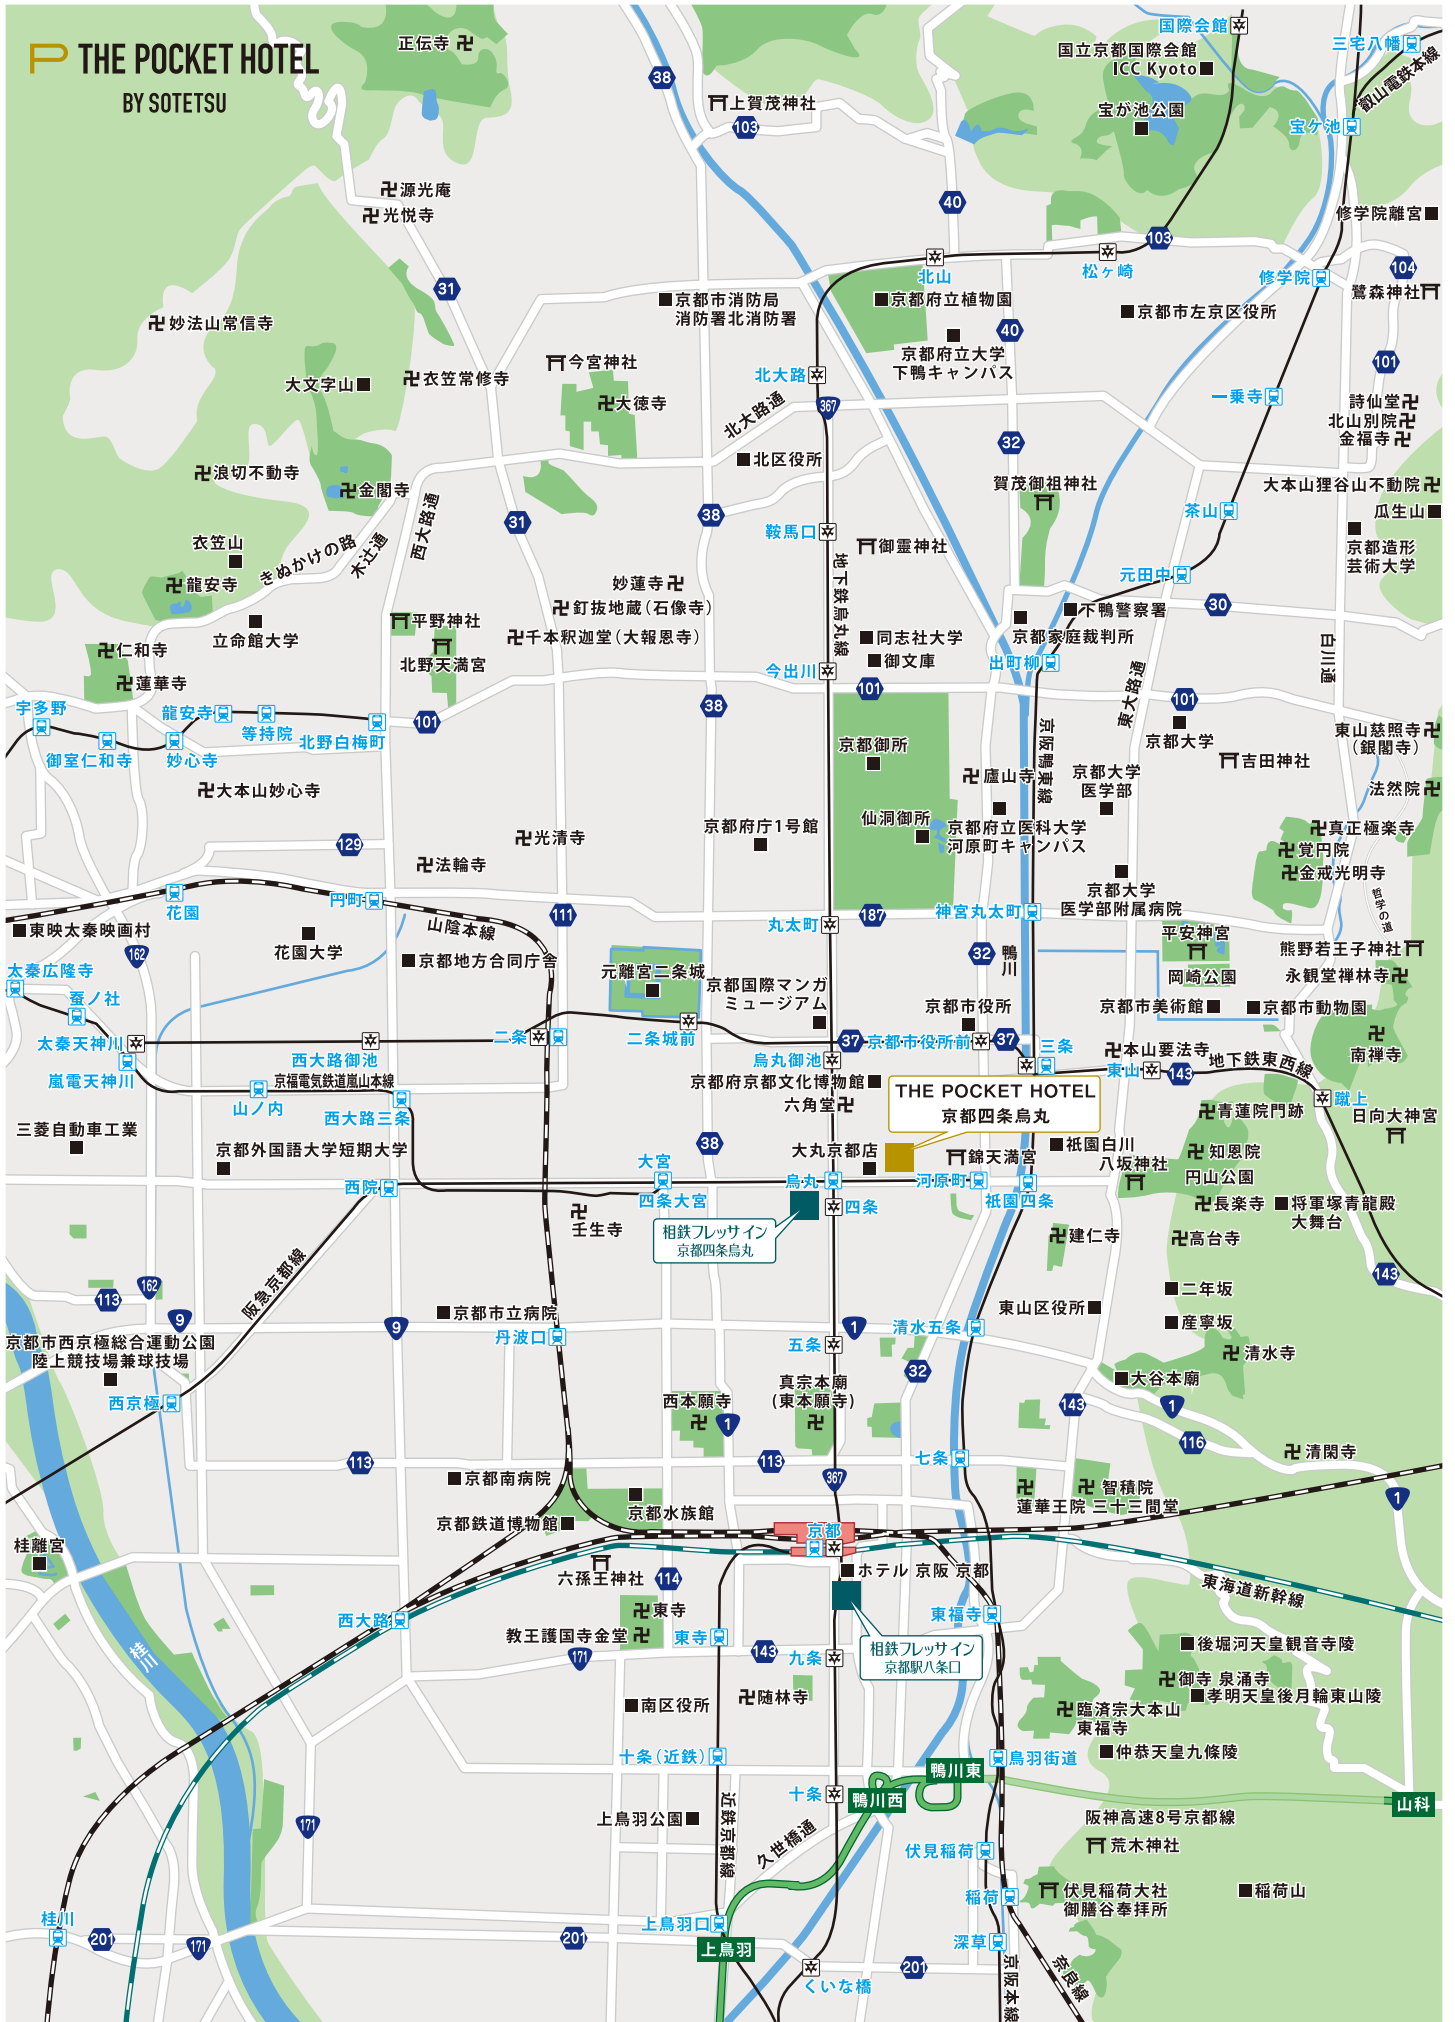 THE POCKET HOTEL
BY SOTETSU
正伝寺
38
国際会館
国立京都国際会館
ICC Kyoto
三宅八幡
叡山電鉄本線
上賀茂神社
103
宝が池公園
宝ケ池
源光庵
光悦寺
40
修学院離宮
103
北山
松ヶ崎
修学院
104
鷺森神社
31
京都市消防局
消防署北消防署
京都府立植物園
京都市左京区役所
妙法山常信寺
京都府立大学
下鴨キャンパス
40
今宮神社
101
大文字山
衣笠常修寺
北大路
一乗寺
大徳寺
北大路通
367
詩仙堂
北山別院
金福寺
32
北区役所
浪切不動寺
金閣寺
賀茂御祖神社
大本山狸谷山不動院
瓜生山
西大路通
31
38
鞍馬口
茶山
京都造形
芸術大学
衣笠山
きぬかけの路
木辻通
御霊神社
地下鉄烏丸線
元田中
龍安寺
妙蓮寺
釘抜地蔵(石像寺)
下鴨警察署
30
立命館大学
平野神社
千本釈迦堂(大報恩寺)
同志社大学
京都家庭裁判所
白川通
仁和寺
北野天満宮
御文庫
出町柳
今出川
蓮華寺
101
東大路通
101
宇多野
龍安寺
等持院
北野白梅町
101
38
京都大学
東山慈照寺
(銀閣寺)
御室仁和寺
妙心寺
京都御所
京阪鴨東線
吉田神社
大本山妙心寺
廬山寺
京都大学
医学部
法然院
仙洞御所
京都府庁1号館
京都府立医科大学
河原町キャンパス
真正極楽寺
覚円院
金戒光明寺
129
光清寺
法輪寺
京都大学
医学部附属病院
哲学の道
花園
円町
山陰本線
111
丸太町
187
神宮丸太町
東映太秦映画村
花園大学
162
京都地方合同庁舎
32
鴨川
平安神宮
岡崎公園
熊野若王子神社
永観堂禅林寺
太秦広隆寺
元離宮二条城
京都国際マンガ
ミュージアム
京都市役所
京都市美術館
京都市動物園
蚕ノ社
太秦天神川
西大路御池
二条
二条城前
37
京都市役所前
37
三条
本山要法寺
地下鉄東西線
南禅寺
嵐電天神川
京福電気鉄道嵐山本線
烏丸御池
東山
143
京都府京都文化博物館
THE POCKET HOTEL
京都四条烏丸
六角堂
山ノ内
西大路三条
青蓮院門跡
蹴上
日向大神宮
三菱自動車工業
京都外国語大学短期大学
38
大丸京都店
錦天満宮
祇園白川
八坂神社
知恩院
円山公園
大宮
西院
四条大宮
烏丸
河原町
祇園四条
四条
長楽寺
将軍塚青龍殿
大舞台
壬生寺
相鉄フレッサイン
京都四条烏丸
建仁寺
高台寺
阪急京都線
143
113
162
二年坂
東山区役所
9
9
京都市立病院
産寧坂
京都市西京極総合運動公園
陸上競技場兼球技場
丹波口
五条
1
清水五条
清水寺
32
大谷本廟
西京極
西本願寺
真宗本廟
(東本願寺)
1
143
1
116
清閑寺
113
113
七条
京都南病院
367
智積院
蓮華王院 三十三間堂
1
京都水族館
京都鉄道博物館
京都
桂離宮
ホテル 京阪 京都
六孫王神社
114
東海道新幹線
東寺
教王護国寺金堂
西大路
東寺
東福寺
桂川
171
143
九条
相鉄フレッサイン
京都駅八条口
後堀河天皇観音寺陵
御寺 泉涌寺
孝明天皇後月輪東山陵
臨済宗大本山
東福寺
南区役所
随林寺
仲恭天皇九條陵
十条(近鉄)
鳥羽街道
鴨川東
鴨川西
十条
山科
上鳥羽公園
近鉄京都線
久世橋通
阪神高速8号京都線
171
荒木神社
伏見稲荷
稲荷
伏見稲荷大社
御膳谷奉拝所
稲荷山
桂川
201
171
201
上鳥羽口
上鳥羽
深草
201
くいな橋
京阪本線
奈良線